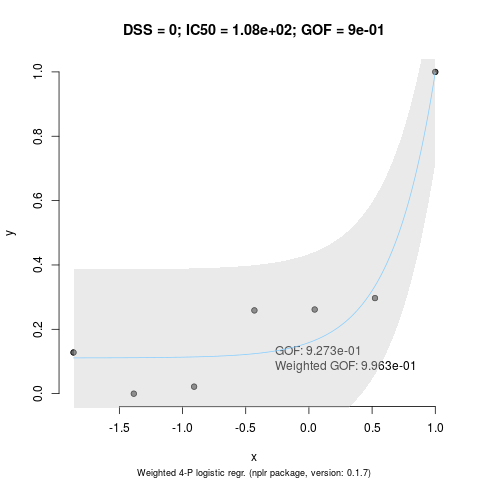 DSS = 0; IC50 = 1.08e+02; GOF = 9e-01
1.0
0.8
0.6
0.4
0.2
0.0
y
GOF: 9.273e-01
Weighted GOF: 9.963e-01
-1.5 -1.0 -0.5 0.0 0.5 1.0
x
Weighted 4-P logistic regr. (nplr package, version: 0.1.7)